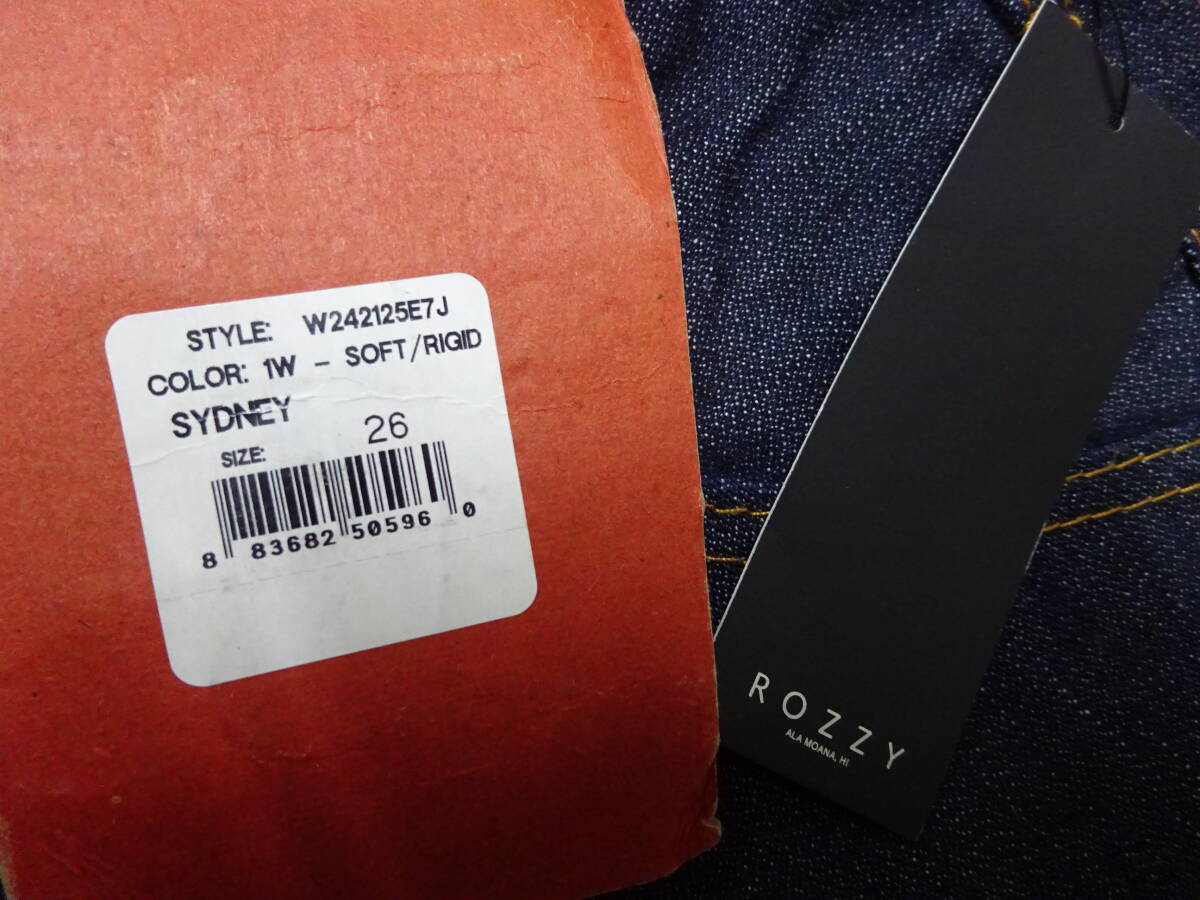 STYLE: W242125E7J
COLOR: 1W - SOFT/RIGID
SYDNEY
SIZE: 26
8 83682 50596 0
ROZZY
ALA MOANA, HI